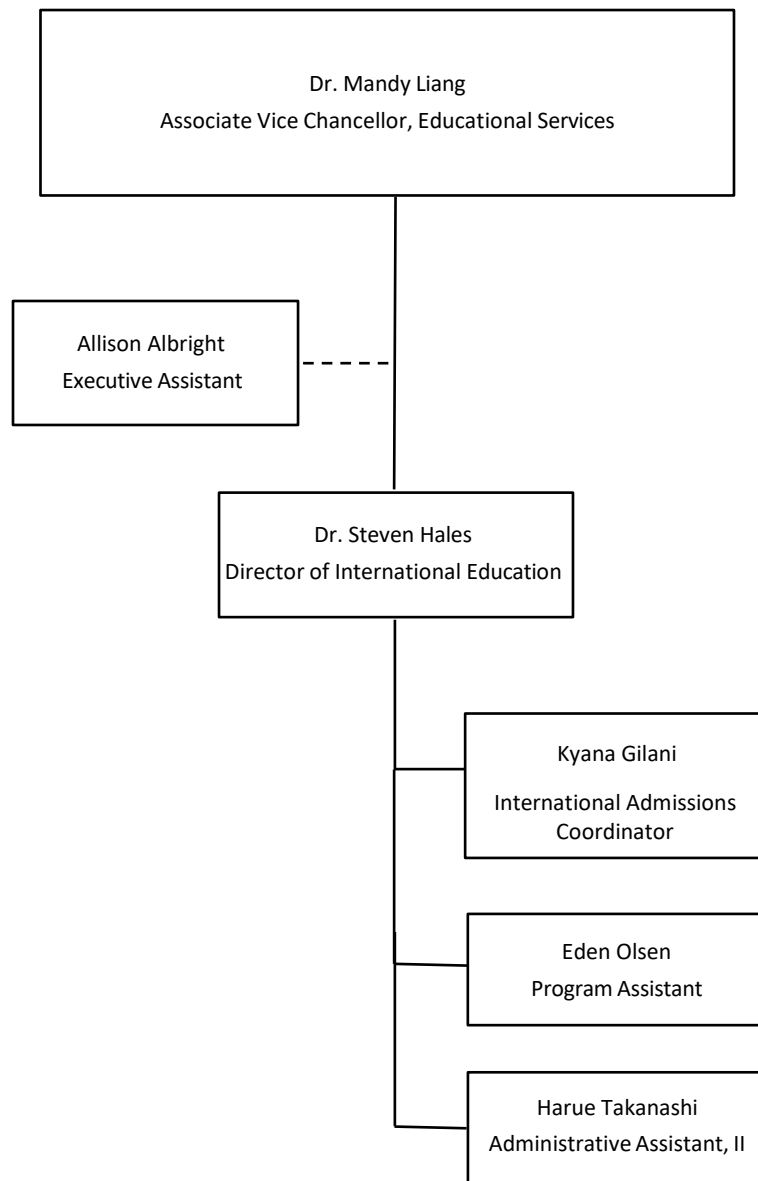 Dr. Mandy Liang
Associate Vice Chancellor, Educational Services
Allison Albright
Executive Assistant
Dr. Steven Hales
Director of International Education
Kyana Gilani
International Admissions
Coordinator
Eden Olsen
Program Assistant
Harue Takanashi
Administrative Assistant, II